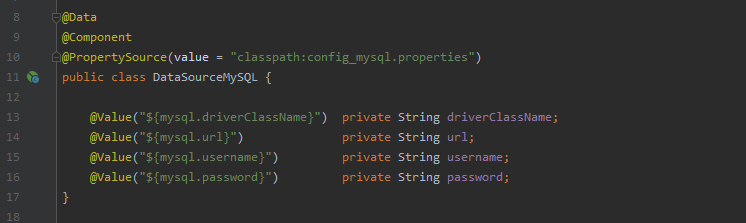 8 @Data
9 @Component
10 @PropertySource(value = "classpath:config_mysql.properties")
11 public class DataSourceMySQL {
12
13 @Value("${mysql.driverClassName}") private String driverClassName;
14 @Value("${mysql.url}") private String url;
15 @Value("${mysql.username}") private String username;
16 @Value("${mysql.password}") private String password;
17 }
18